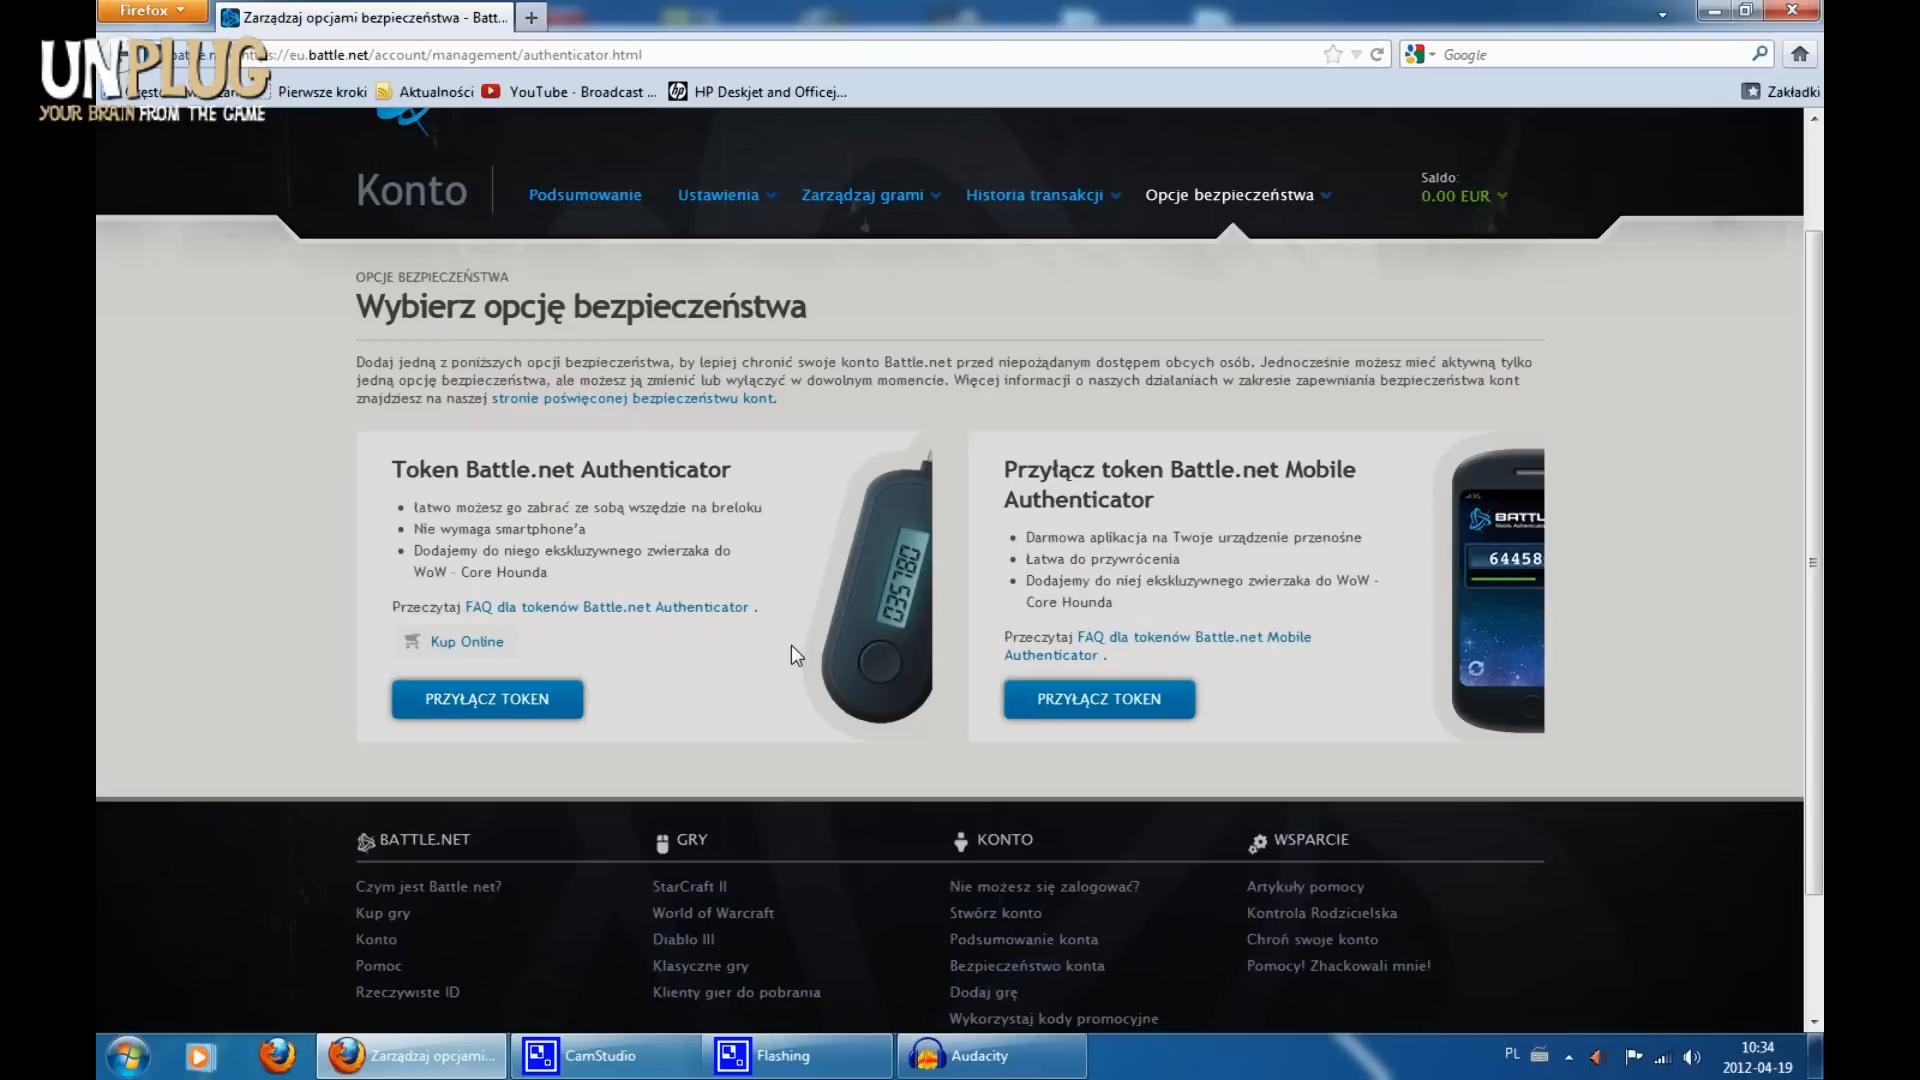 Firefox
Zarządzaj opcjami bezpieczeństwa - Batt...
UNPLUG
YOUR BRAIN FROM THE GAME
://eu.battle.net/account/management/authenticator.html
Google
Pierwsze kroki
Aktualności
YouTube - Broadcast ...
HP Deskjet and Officej...
Zakładki
Konto
Podsumowanie
Ustawienia
Zarządzaj grami
Historia transakcji
Opcje bezpieczeństwa
Saldo:
0.00 EUR
OPCJE BEZPIECZEŃSTWA
Wybierz opcję bezpieczeństwa
Dodaj jedną z poniższych opcji bezpieczeństwa, by lepiej chronić swoje konto Battle.net przed niepożądanym dostępem obcych osób. Jednocześnie możesz mieć aktywną tylko
jedną opcję bezpieczeństwa, ale możesz ją zmienić lub wyłączyć w dowolnym momencie. Więcej informacji o naszych działaniach w zakresie zapewniania bezpieczeństwa kont
znajdziesz na naszej stronie poświęconej bezpieczeństwu kont.
Token Battle.net Authenticator
łatwo możesz go zabrać ze sobą wszędzie na breloku
Nie wymaga smartphone'a
Dodajemy do niego ekskluzywnego zwierzaka do
WoW - Core Hounda
Przeczytaj FAQ dla tokenów Battle.net Authenticator .
Kup Online
PRZYŁĄCZ TOKEN
035780
Przyłącz token Battle.net Mobile
Authenticator
Darmowa aplikacja na Twoje urządzenie przenośne
Łatwa do przywrócenia
Dodajemy do niej ekskluzywnego zwierzaka do WoW -
Core Hounda
Przeczytaj FAQ dla tokenów Battle.net Mobile
Authenticator .
PRZYŁĄCZ TOKEN
BATTL
64458
BATTLE.NET
Czym jest Battle.net?
Kup gry
Konto
Pomoc
Rzeczywiste ID
GRY
StarCraft II
World of Warcraft
Diablo III
Klasyczne gry
Klienty gier do pobrania
KONTO
Nie możesz się zalogować?
Stwórz konto
Podsumowanie konta
Bezpieczeństwo konta
Dodaj grę
Wykorzystaj kody promocyjne
WSPARCIE
Artykuły pomocy
Kontrola Rodzicielska
Chroń swoje konto
Pomocy! Zhackowali mnie!
Zarządzaj opcjami...
CamStudio
Flashing
Audacity
PL
10:34
2012-04-19